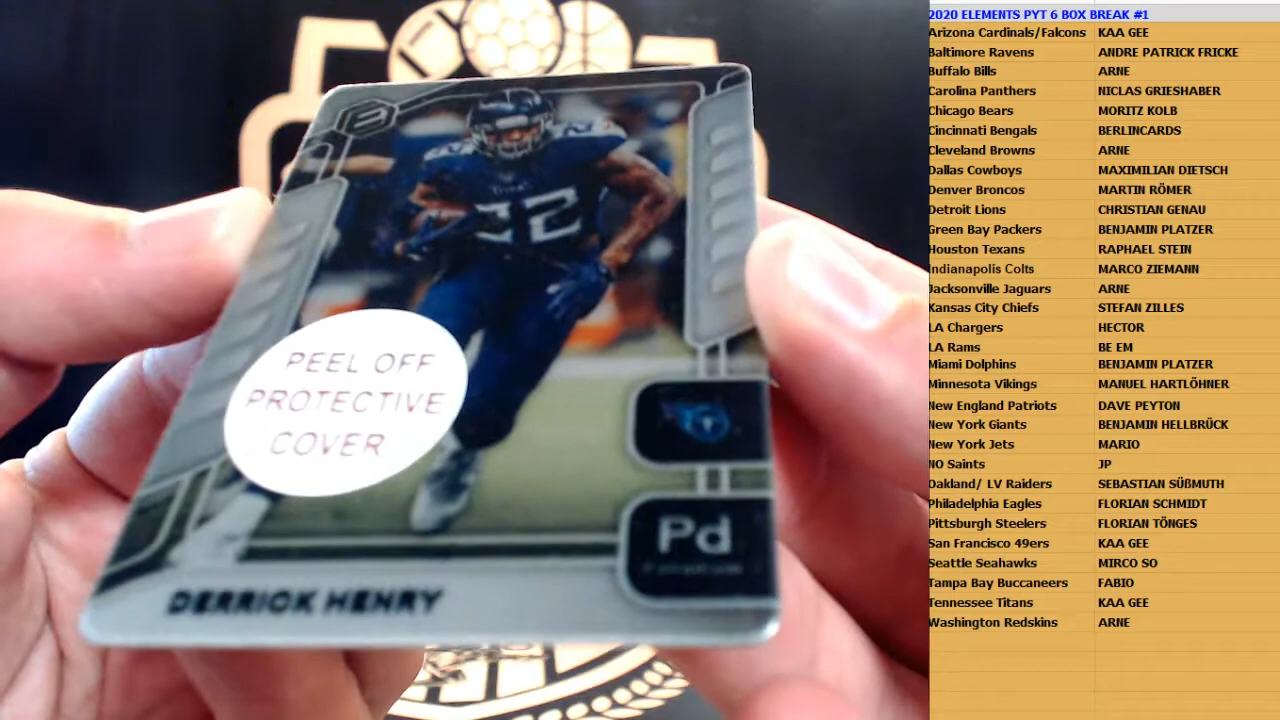 22
TITANS
PEEL OFF
PROTECTIVE
COVER
Pd
DERRICK HENRY
2020 ELEMENTS PYT 6 BOX BREAK #1
Arizona Cardinals/Falcons KAA GEE
Baltimore Ravens ANDRE PATRICK FRICKE
Buffalo Bills ARNE
Carolina Panthers NICLAS GRIESHABER
Chicago Bears MORITZ KOLB
Cincinnati Bengals BERLINCARDS
Cleveland Browns ARNE
Dallas Cowboys MAXIMILIAN DIETSCH
Denver Broncos MARTIN RÖMER
Detroit Lions CHRISTIAN GENAU
Green Bay Packers BENJAMIN PLATZER
Houston Texans RAPHAEL STEIN
Indianapolis Colts MARCO ZIEMANN
Jacksonville Jaguars ARNE
Kansas City Chiefs STEFAN ZILLES
LA Chargers HECTOR
LA Rams BE EM
Miami Dolphins BENJAMIN PLATZER
Minnesota Vikings MANUEL HARTLÖHNER
New England Patriots DAVE PEYTON
New York Giants BENJAMIN HELLBRÜCK
New York Jets MARIO
NO Saints JP
Oakland/ LV Raiders SEBASTIAN SÜßMUTH
Philadelphia Eagles FLORIAN SCHMIDT
Pittsburgh Steelers FLORIAN TÖNGES
San Francisco 49ers KAA GEE
Seattle Seahawks MIRCO SO
Tampa Bay Buccaneers FABIO
Tennessee Titans KAA GEE
Washington Redskins ARNE